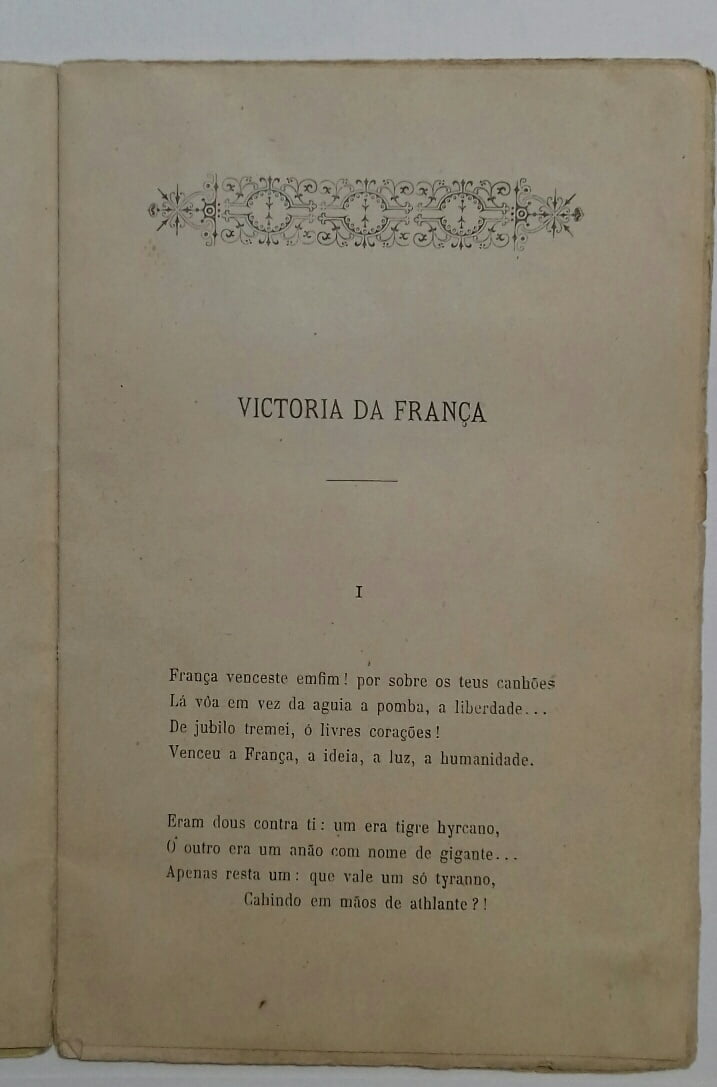 VICTORIA DA FRANÇA
I
França venceste emfim! por sobre os teus canhões
Lá vôa em vez da aguia a pomba, a liberdade...
De jubilo tremei, ó livres corações!
Venceu a França, a ideia, a luz, a humanidade.
Eram dous contra ti: um era tigre hyrcano,
O outro era um anão com nome de gigante...
Apenas resta um: que vale um só tyranno,
Cahindo em mãos de athlante?!